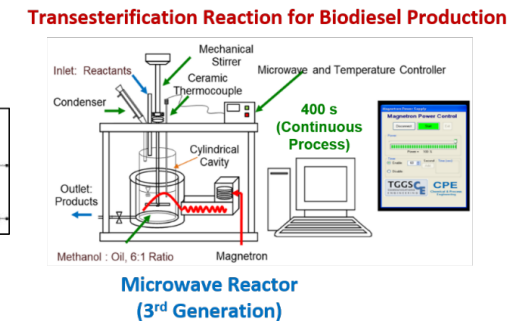 Transesterification Reaction for Biodiesel Production
Mechanical
Stirrer
Inlet: Reactants
Ceramic
Thermocouple
Microwave and Temperature Controller
Condenser
400 s
(Continuous
Process)
Cylindrical
Cavity
Outlet:
Products
Methanol : Oil, 6:1 Ratio
Magnetron
Magnetron Power Control
TGGS
CPE
Microwave Reactor
(3rd Generation)